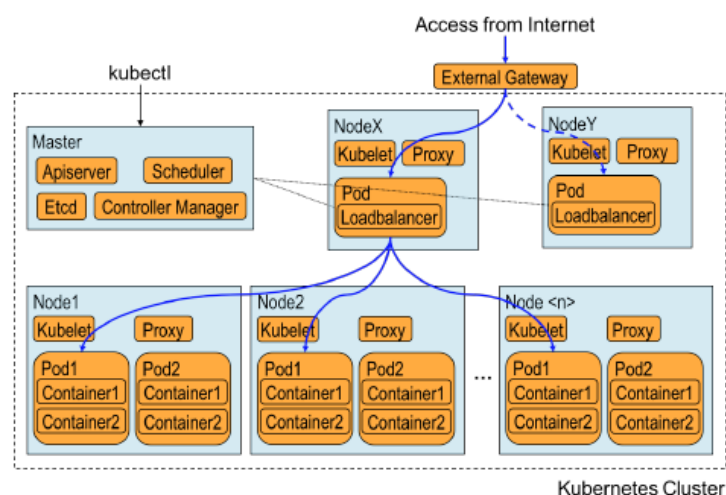 Access from Internet
kubectl
External Gateway
Master
Apiserver
Scheduler
Etcd
Controller Manager
NodeX
Kubelet
Proxy
Pod
Loadbalancer
NodeY
Kubelet
Proxy
Pod
Loadbalancer
Node1
Kubelet
Proxy
Pod1
Container1
Container2
Pod2
Container1
Container2
Node2
Kubelet
Proxy
Pod1
Container1
Container2
Pod2
Container1
Container2
...
Node <n>
Kubelet
Proxy
Pod1
Container1
Container2
Pod2
Container1
Container2
Kubernetes Cluster